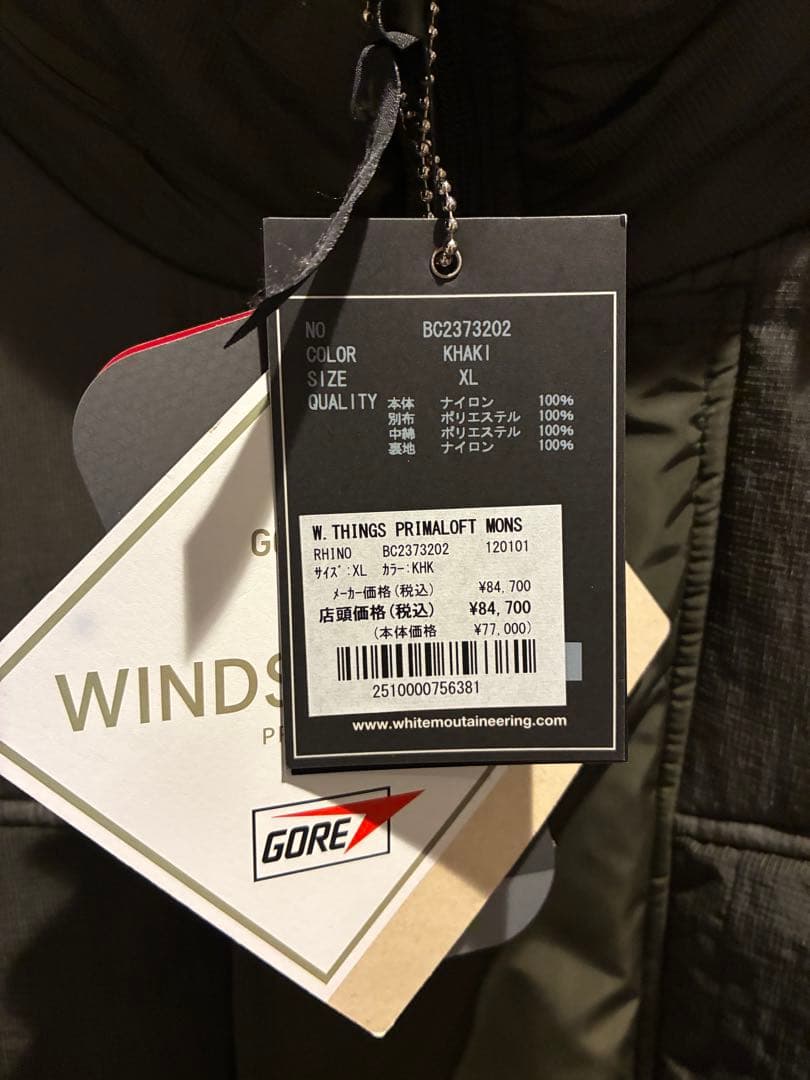 NO BC2373202
COLOR KHAKI
SIZE XL
QUALITY 本体 ナイロン 100%
別布 ポリエステル 100%
中綿 ポリエステル 100%
裏地 ナイロン 100%
W.THINGS PRIMALOFT MONS
RHINO BC2373202 120101
ｻｲｽﾞ:XL ｶﾗｰ:KHK
ﾒｰｶｰ価格(税込) ¥84,700
店頭価格(税込) ¥84,700
(本体価格 ¥77,000)
2510000756381
www.whitemoutaineering.com
GORE